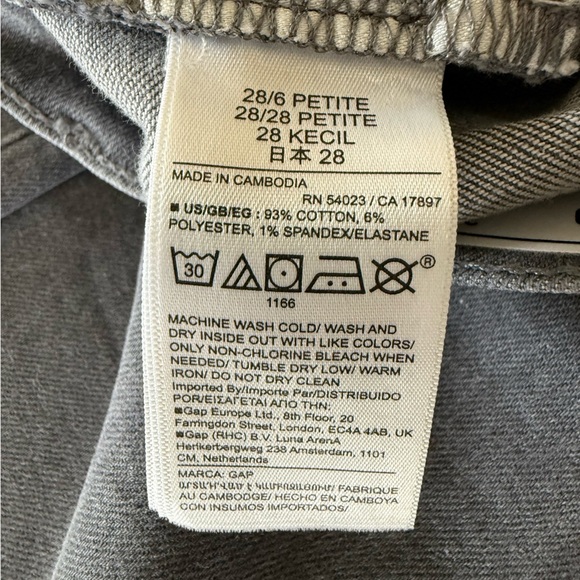 28/6 PETITE
28/28 PETITE
28 KECIL
日本 28
MADE IN CAMBODIA
RN 54023 / CA 17897
■ US/GB/EG : 93% COTTON, 6%
POLYESTER, 1% SPANDEX/ELASTANE
30
®
1166
MACHINE WASH COLD/ WASH AND
DRY INSIDE OUT WITH LIKE COLORS/
ONLY NON-CHLORINE BLEACH WHEN
NEEDED/ TUMBLE DRY LOW/ WARM
IRON/ DO NOT DRY CLEAN
Imported By/Importe Par/DISTRIBUIDO
POR/ΕΙΣΑΓΕΤΑΙ ΑΠΟ ΤΗΝ:
■Gap Europe Ltd., 8th Floor, 20
Farringdon Street, London, EC4A 4AB, UK
■Gap (RHC) B.V. Luna ArenA
Herikerbergweg 238 Amsterdam, 1101
CM, Netherlands
MARCA: GAP
ԱՐՏԱԴՐՎԱԾ Է ԿԱՄԲՈՋԱՅՈՒՄ/ FABRIQUE
AU CAMBODGE/ HECHO EN CAMBOYA
CON INSUMOS IMPORTADOS/